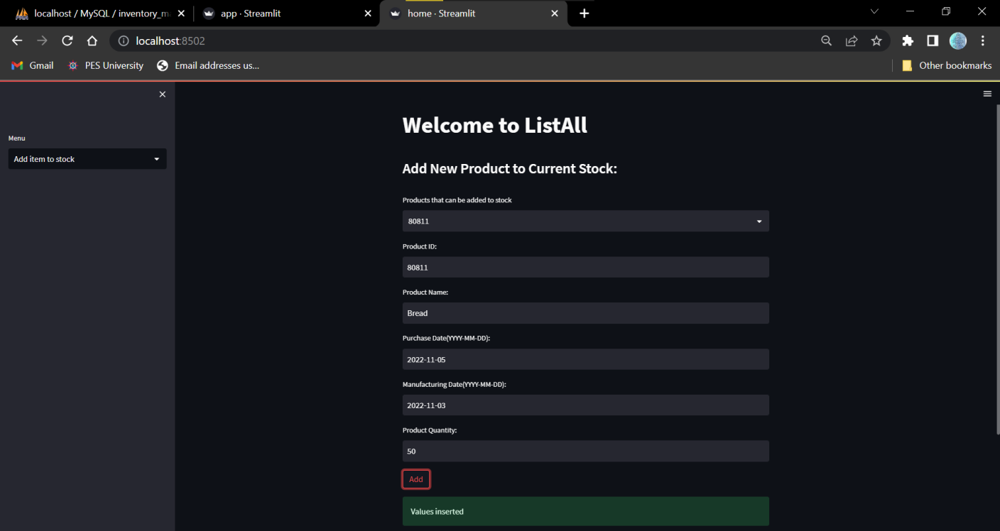 localhost / MySQL / inventory_m
app · Streamlit
home · Streamlit
localhost:8502
Gmail
PES University
Email addresses us...
Other bookmarks
Menu
Add item to stock
Welcome to ListAll
Add New Product to Current Stock:
Products that can be added to stock
80811
Product ID:
80811
Product Name:
Bread
Purchase Date(YYYY-MM-DD):
2022-11-05
Manufacturing Date(YYYY-MM-DD):
2022-11-03
Product Quantity:
50
Add
Values inserted